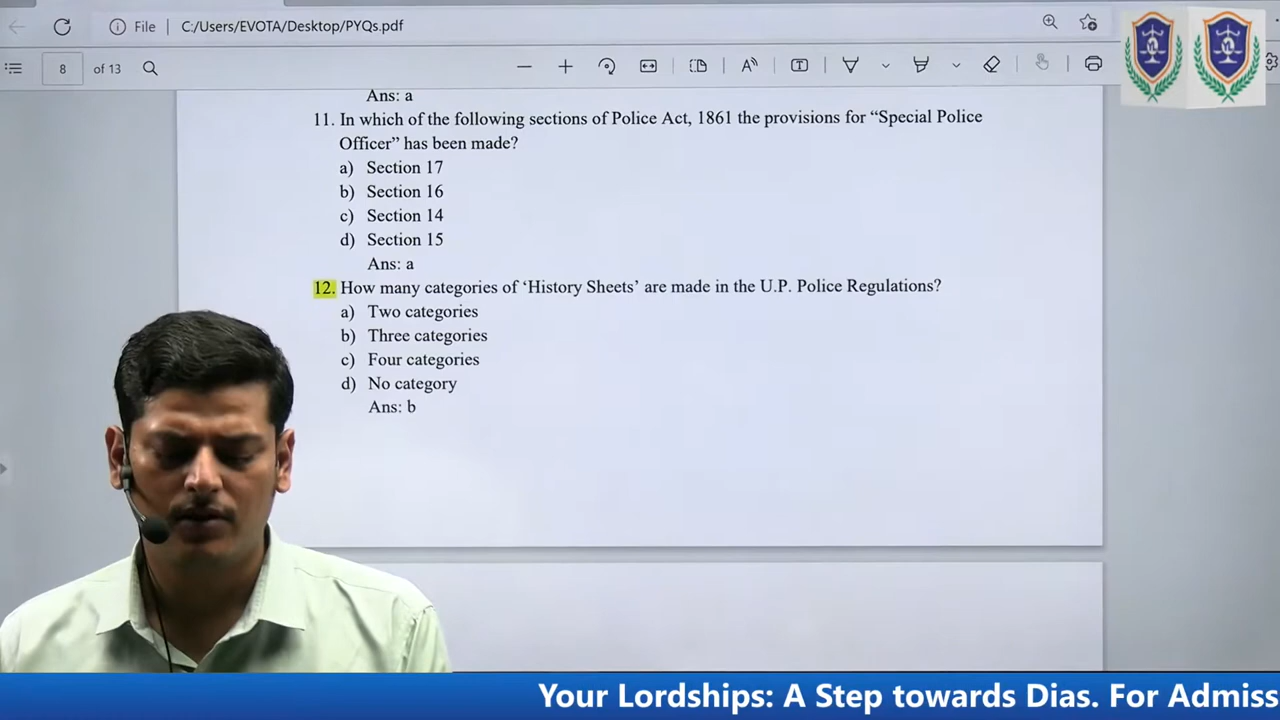 File
C:/Users/EVOTA/Desktop/PYQs.pdf
8 of 13
Ans: a
11. In which of the following sections of Police Act, 1861 the provisions for “Special Police
Officer” has been made?
a) Section 17
b) Section 16
c) Section 14
d) Section 15
Ans: a
12. How many categories of ‘History Sheets’ are made in the U.P. Police Regulations?
a) Two categories
b) Three categories
c) Four categories
d) No category
Ans: b
Your Lordships: A Step towards Dias. For Admiss